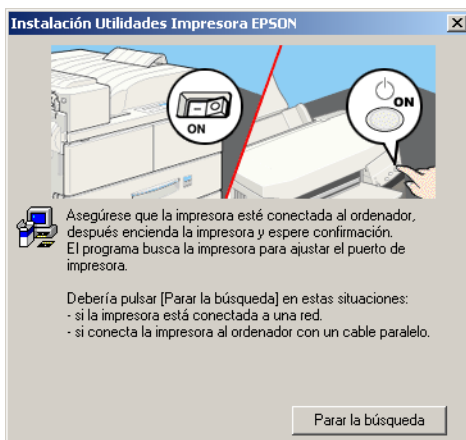 Instalación Utilidades Impresora EPSON
ON
ON
Asegúrese que la impresora esté conectada al ordenador,
después encienda la impresora y espere confirmación.
El programa busca la impresora para ajustar el puerto de
impresora.
Debería pulsar [Parar la búsqueda] en estas situaciones:
- si la impresora está conectada a una red.
- si conecta la impresora al ordenador con un cable paralelo.
Parar la búsqueda